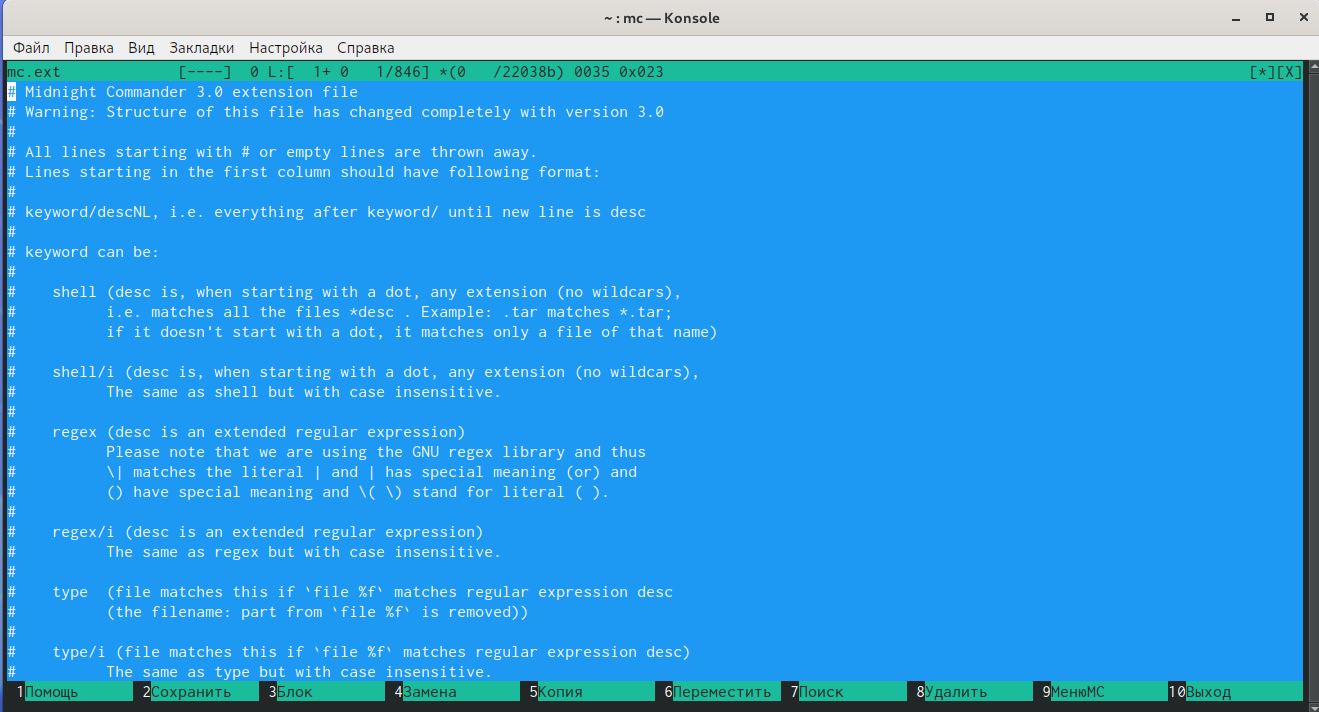 ~ : mc — Konsole
Файл Правка Вид Закладки Настройка Справка
mc.ext [----] 0 L:[ 1+ 0 1/846] *(0 /22038b) 0035 0x023 [*][X]
# Midnight Commander 3.0 extension file
# Warning: Structure of this file has changed completely with version 3.0
#
# All lines starting with # or empty lines are thrown away.
# Lines starting in the first column should have following format:
#
# keyword/descNL, i.e. everything after keyword/ until new line is desc
#
# keyword can be:
#
# shell (desc is, when starting with a dot, any extension (no wildcars),
# i.e. matches all the files *desc . Example: .tar matches *.tar;
# if it doesn't start with a dot, it matches only a file of that name)
#
# shell/i (desc is, when starting with a dot, any extension (no wildcars),
# The same as shell but with case insensitive.
#
# regex (desc is an extended regular expression)
# Please note that we are using the GNU regex library and thus
# \| matches the literal | and | has special meaning (or) and
# () have special meaning and \( \) stand for literal ( ).
#
# regex/i (desc is an extended regular expression)
# The same as regex but with case insensitive.
#
# type (file matches this if `file %f` matches regular expression desc
# (the filename: part from `file %f` is removed))
#
# type/i (file matches this if `file %f` matches regular expression desc)
# The same as type but with case insensitive.
1Помощь 2Сохранить 3Блок 4Замена 5Копия 6Переместить 7Поиск 8Удалить 9МенюМС 10Выход